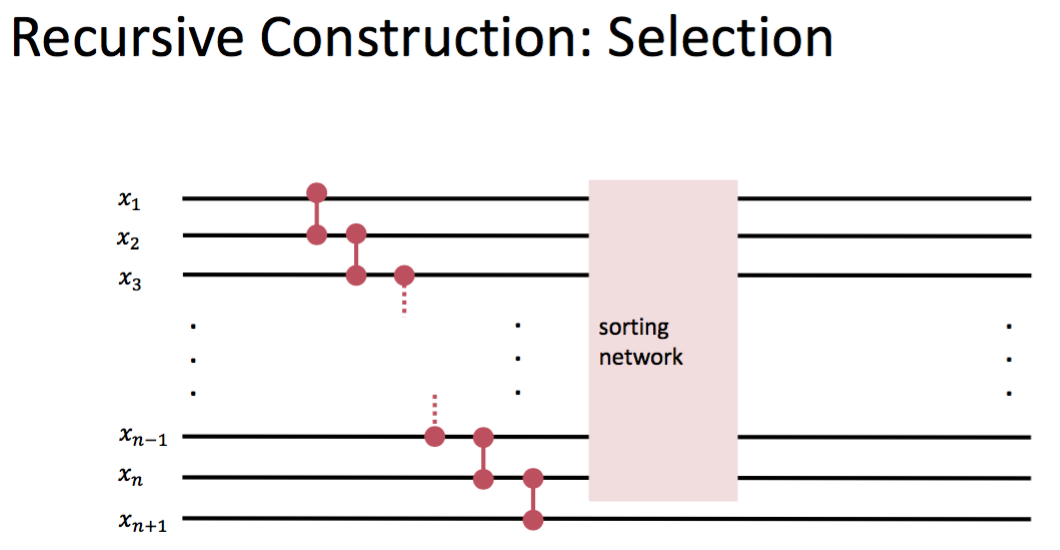 Recursive Construction: Selection
x₁
x₂
x₃
sorting
network
xₙ₋₁
xₙ
xₙ₊₁